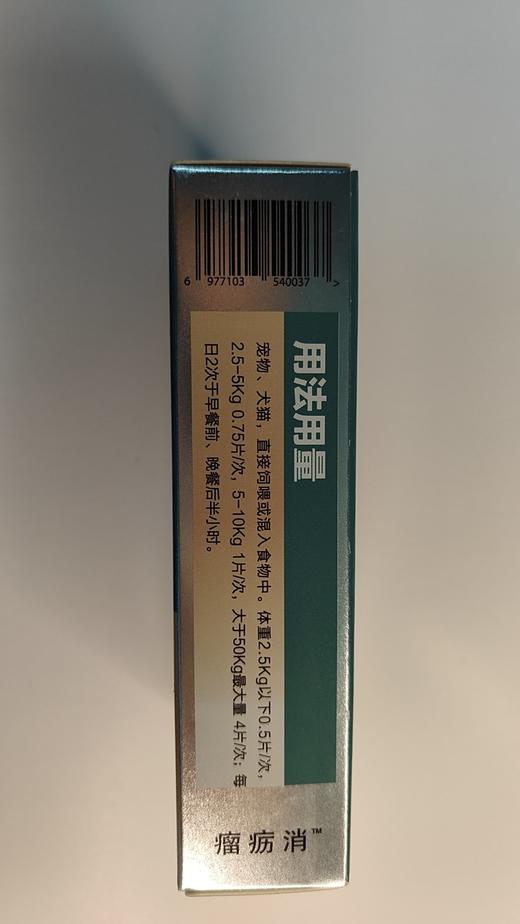 6 977103 540037 >
用法用量
宠物、犬猫，直接饲喂或混入食物中。体重2.5Kg以下0.5片/次，
2.5-5Kg 0.75片/次，5-10Kg 1片/次，大于50Kg最大量 4片/次；每
日2次于早餐前、晚餐后半小时。
瘤疬消™